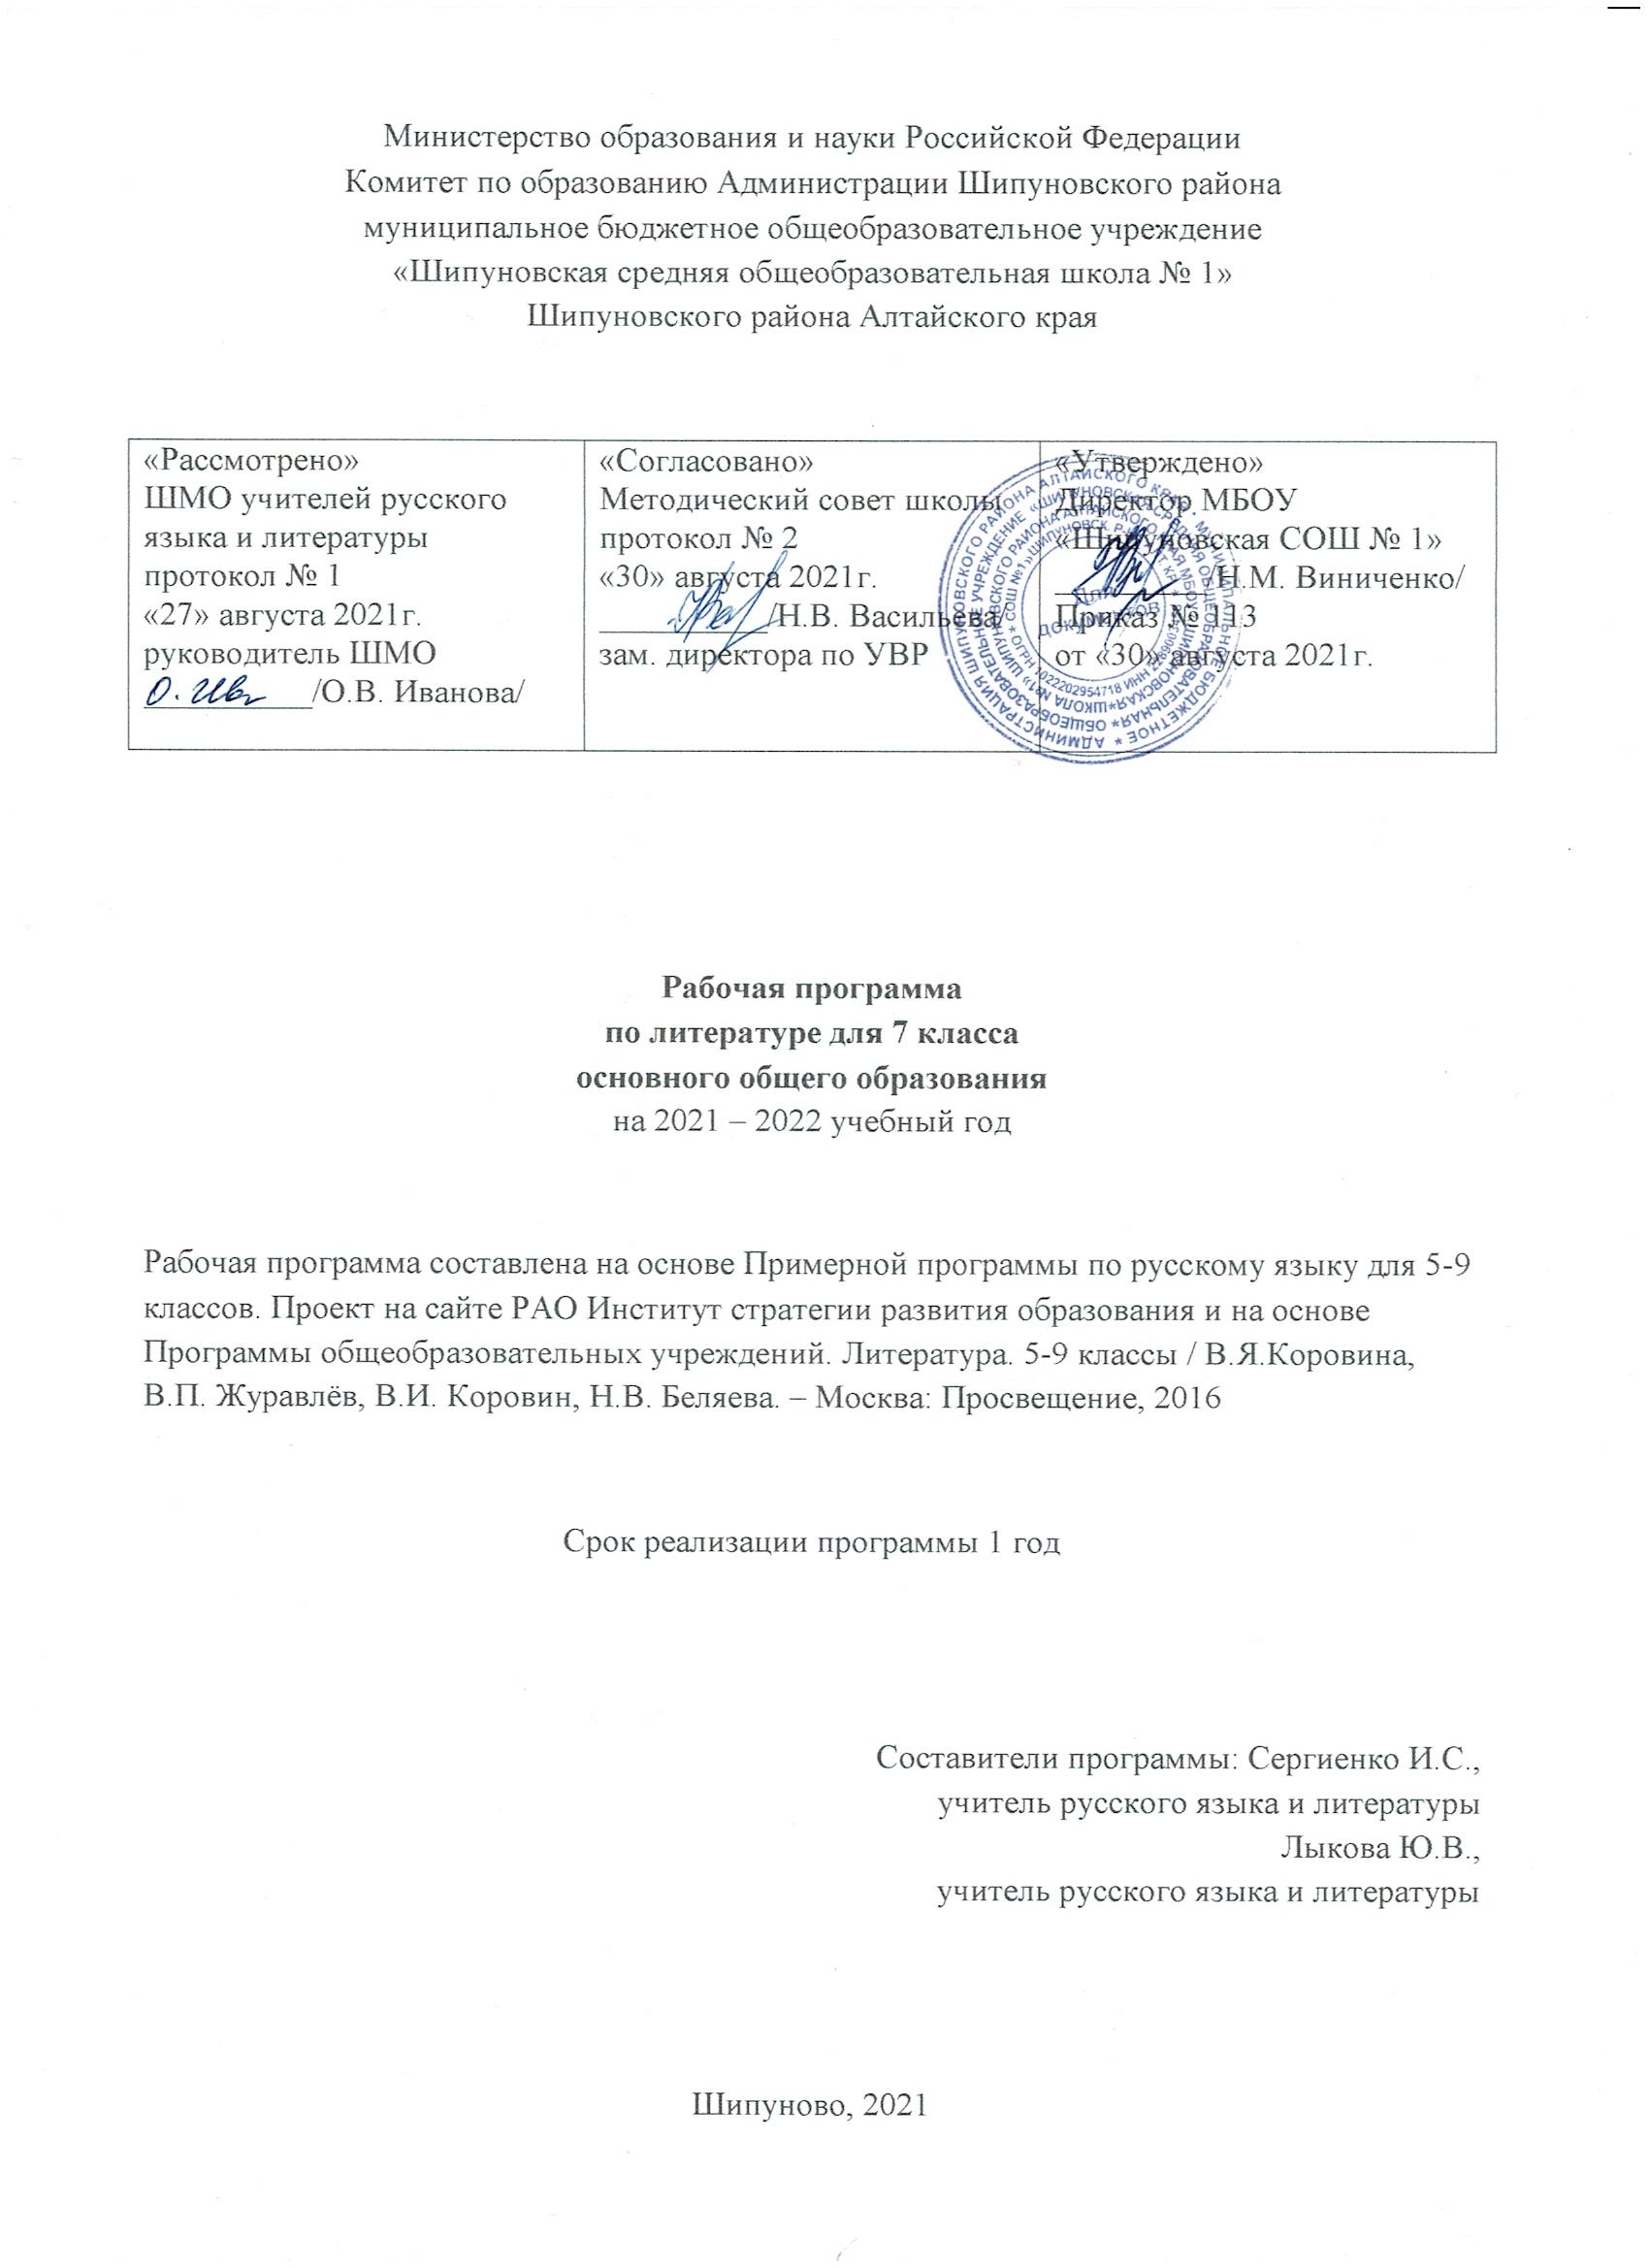 Министерство образования и науки Российской Федерации
Комитет по образованию Администрации Шипуновского района
муниципальное бюджетное общеобразовательное учреждение
«Шипуновская средняя общеобразовательная школа № 1»
Шипуновского района Алтайского края
«Рассмотрено»
ШМО учителей русского
языка и литературы
протокол № 1
«27» августа 2021г.
руководитель ШМО
/О.В. Иванова/
«Согласовано»
Методический совет школы
протокол № 2
«30» августа 2021г.
/Н.В. Васильева/
зам. директора по УВР
«Утверждено»
Директор МБОУ
«Шипуновская СОШ № 1»
/Н.М. Виниченко/
Приказ № 113
от «30» августа 2021г.
Для
документов
Рабочая программа
по литературе для 7 класса
основного общего образования
на 2021 – 2022 учебный год
Рабочая программа составлена на основе Примерной программы по русскому языку для 5-9
классов. Проект на сайте РАО Институт стратегии развития образования и на основе
Программы общеобразовательных учреждений. Литература. 5-9 классы / В.Я.Коровина,
В.П. Журавлёв, В.И. Коровин, Н.В. Беляева. – Москва: Просвещение, 2016
Срок реализации программы 1 год
Составители программы: Сергиенко И.С.,
учитель русского языка и литературы
Лыкова Ю.В.,
учитель русского языка и литературы
Шипуново, 2021